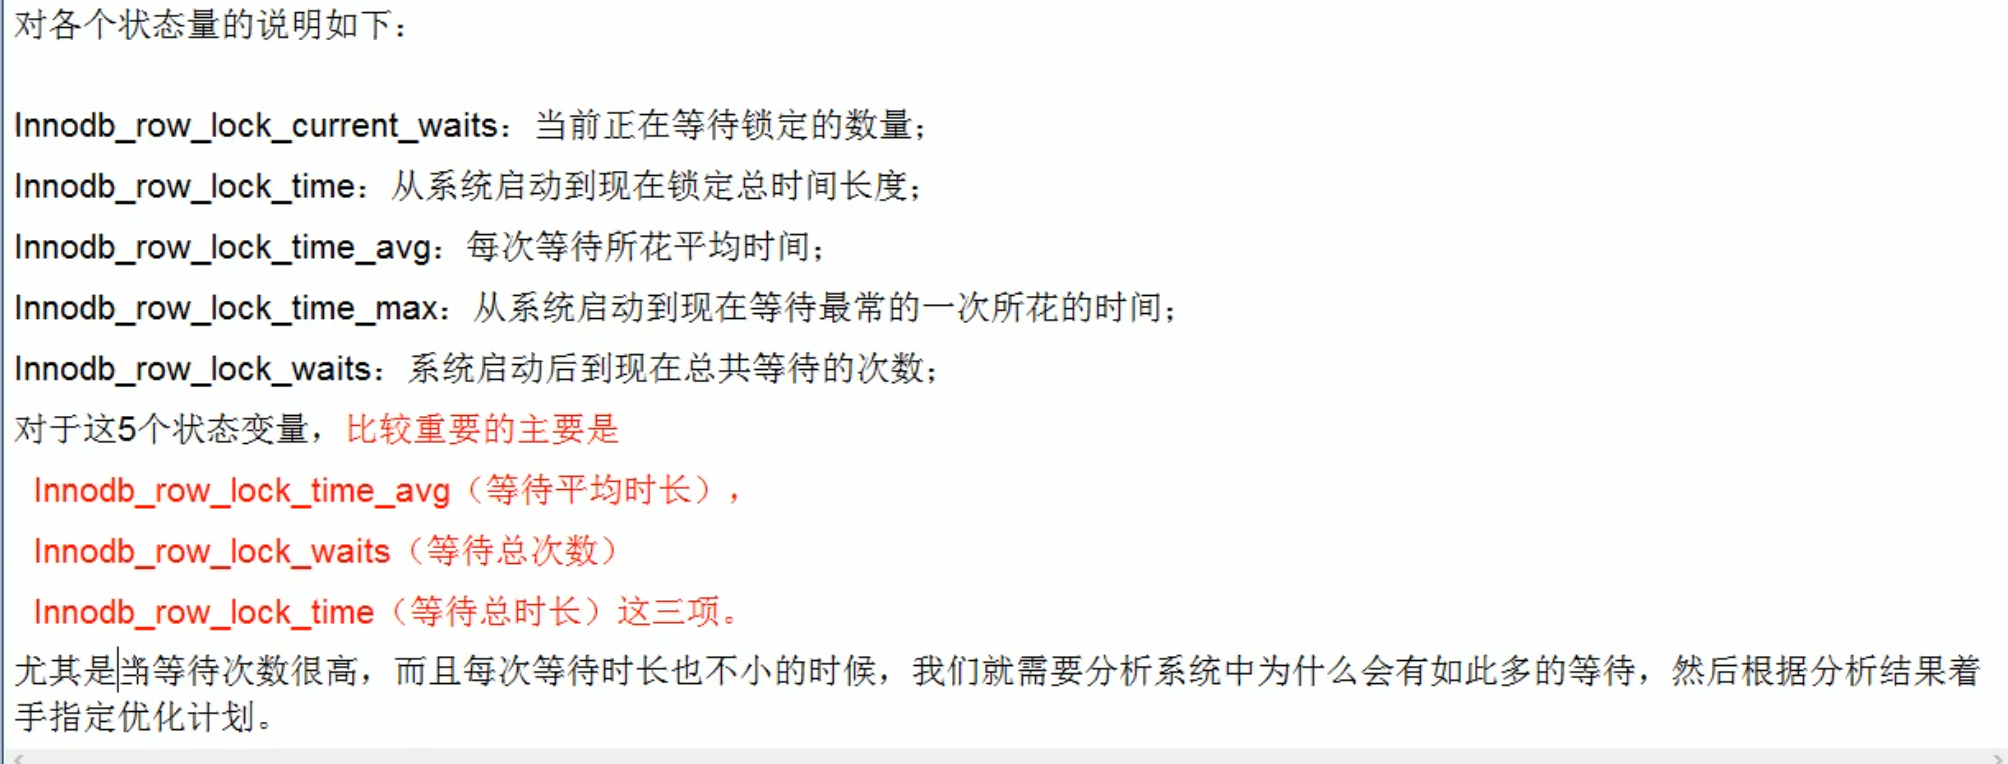 对各个状态量的说明如下：
Innodb_row_lock_current_waits：当前正在等待锁定的数量；
Innodb_row_lock_time：从系统启动到现在锁定总时间长度；
Innodb_row_lock_time_avg：每次等待所花平均时间；
Innodb_row_lock_time_max：从系统启动到现在等待最常的一次所花的时间；
Innodb_row_lock_waits：系统启动后到现在总共等待的次数；
对于这5个状态变量，比较重要的主要是
Innodb_row_lock_time_avg（等待平均时长），
Innodb_row_lock_waits（等待总次数）
Innodb_row_lock_time（等待总时长）这三项。
尤其是当等待次数很高，而且每次等待时长也不小的时候，我们就需要分析系统中为什么会有如此多的等待，然后根据分析结果着
手指定优化计划。